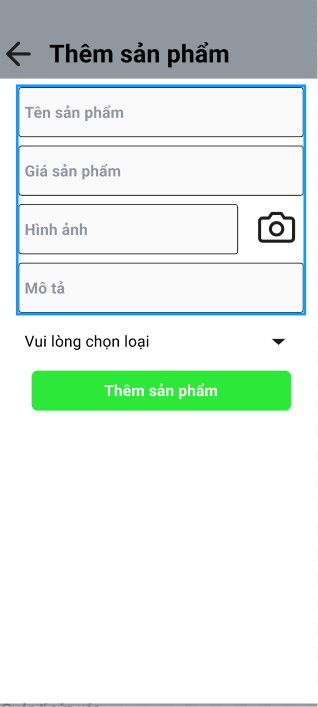 Thêm sản phẩm
Tên sản phẩm
Giá sản phẩm
Hình ảnh
Mô tả
Vui lòng chọn loại
Thêm sản phẩm